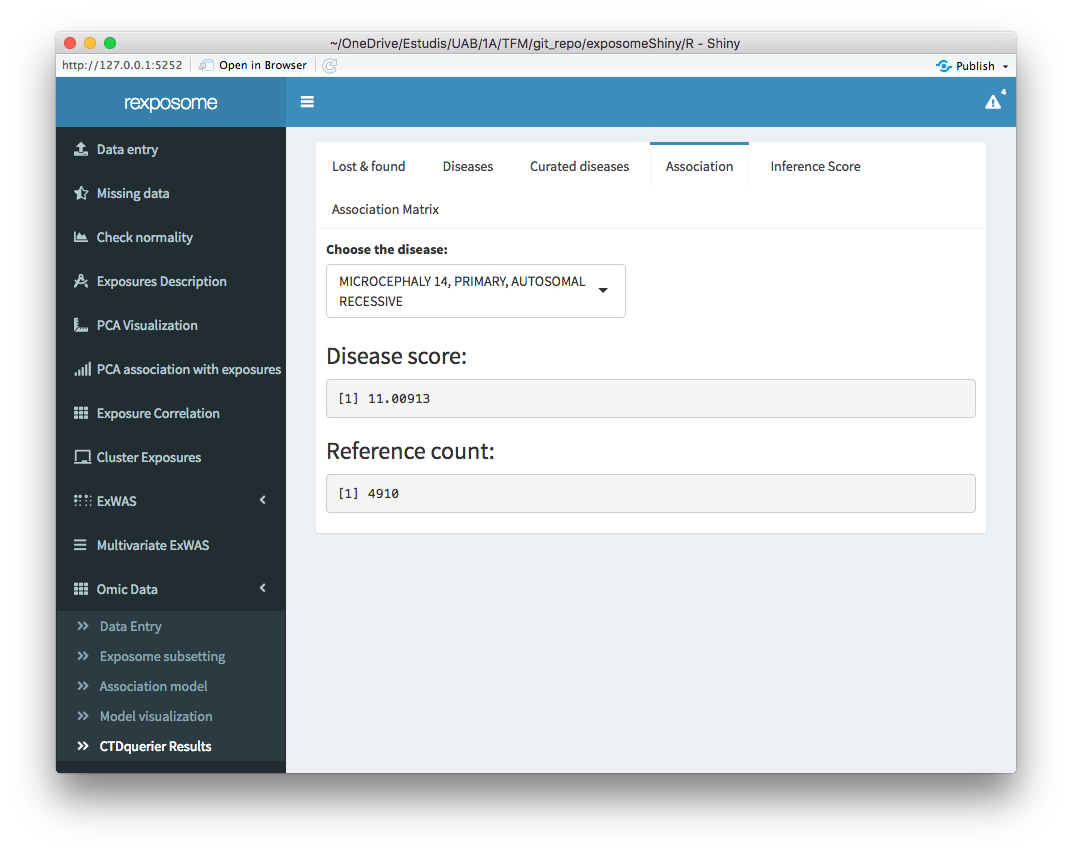 ~/OneDrive/Estudis/UAB/1A/TFM/git_repo/exposomeShiny/R - Shiny
http://127.0.0.1:5252
Open in Browser
Publish
rexposome
4
Data entry
Missing data
Check normality
Exposures Description
PCA Visualization
PCA association with exposures
Exposure Correlation
Cluster Exposures
ExWAS
Multivariate ExWAS
Omic Data
Data Entry
Exposome subsetting
Association model
Model visualization
CTDquerier Results
Lost & found
Diseases
Curated diseases
Association
Inference Score
Association Matrix
Choose the disease:
MICROCEPHALY 14, PRIMARY, AUTOSOMAL
RECESSIVE
Disease score:
[1] 11.00913
Reference count:
[1] 4910